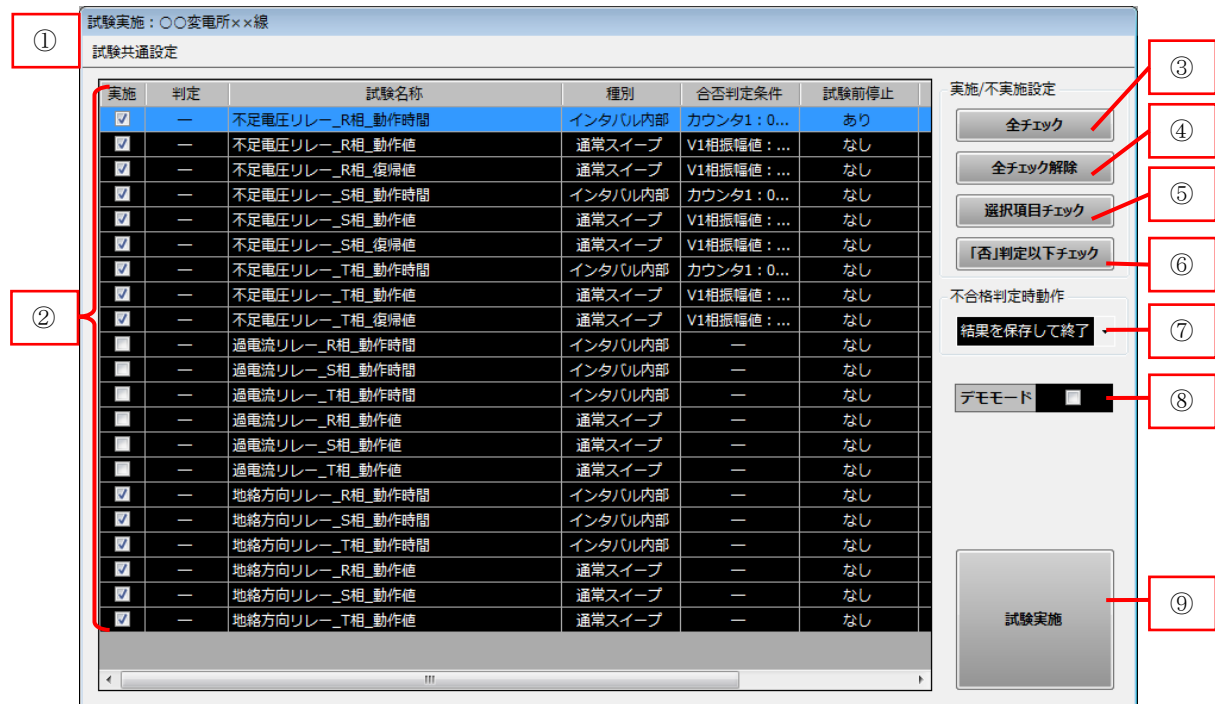 試験実施：○○変電所××線
①
試験共通設定
実施 判定 試験名称 種別 合否判定条件 試験前停止
― 不足電圧リレー_R相_動作時間 インタバル内部 カウンタ1：0... あり
― 不足電圧リレー_R相_動作値 通常スイープ V1相振幅値：... なし
― 不足電圧リレー_R相_復帰値 通常スイープ V1相振幅値：... なし
― 不足電圧リレー_S相_動作時間 インタバル内部 カウンタ1：0... なし
― 不足電圧リレー_S相_動作値 通常スイープ V1相振幅値：... なし
― 不足電圧リレー_S相_復帰値 通常スイープ V1相振幅値：... なし
― 不足電圧リレー_T相_動作時間 インタバル内部 カウンタ1：0... なし
― 不足電圧リレー_T相_動作値 通常スイープ V1相振幅値：... なし
― 不足電圧リレー_T相_復帰値 通常スイープ V1相振幅値：... なし
― 過電流リレー_R相_動作時間 インタバル内部 ― なし
― 過電流リレー_S相_動作時間 インタバル内部 ― なし
― 過電流リレー_T相_動作時間 インタバル内部 ― なし
― 過電流リレー_R相_動作値 通常スイープ ― なし
― 過電流リレー_S相_動作値 通常スイープ ― なし
― 過電流リレー_T相_動作値 通常スイープ ― なし
― 地絡方向リレー_R相_動作時間 インタバル内部 ― なし
― 地絡方向リレー_S相_動作時間 インタバル内部 ― なし
― 地絡方向リレー_T相_動作時間 インタバル内部 ― なし
― 地絡方向リレー_R相_動作値 通常スイープ ― なし
― 地絡方向リレー_S相_動作値 通常スイープ ― なし
― 地絡方向リレー_T相_動作値 通常スイープ ― なし
②
実施/不実施設定
全チェック
③
全チェック解除
④
選択項目チェック
⑤
「否」判定以下チェック
⑥
不合格判定時動作
結果を保存して終了
⑦
デモモード
⑧
試験実施
⑨